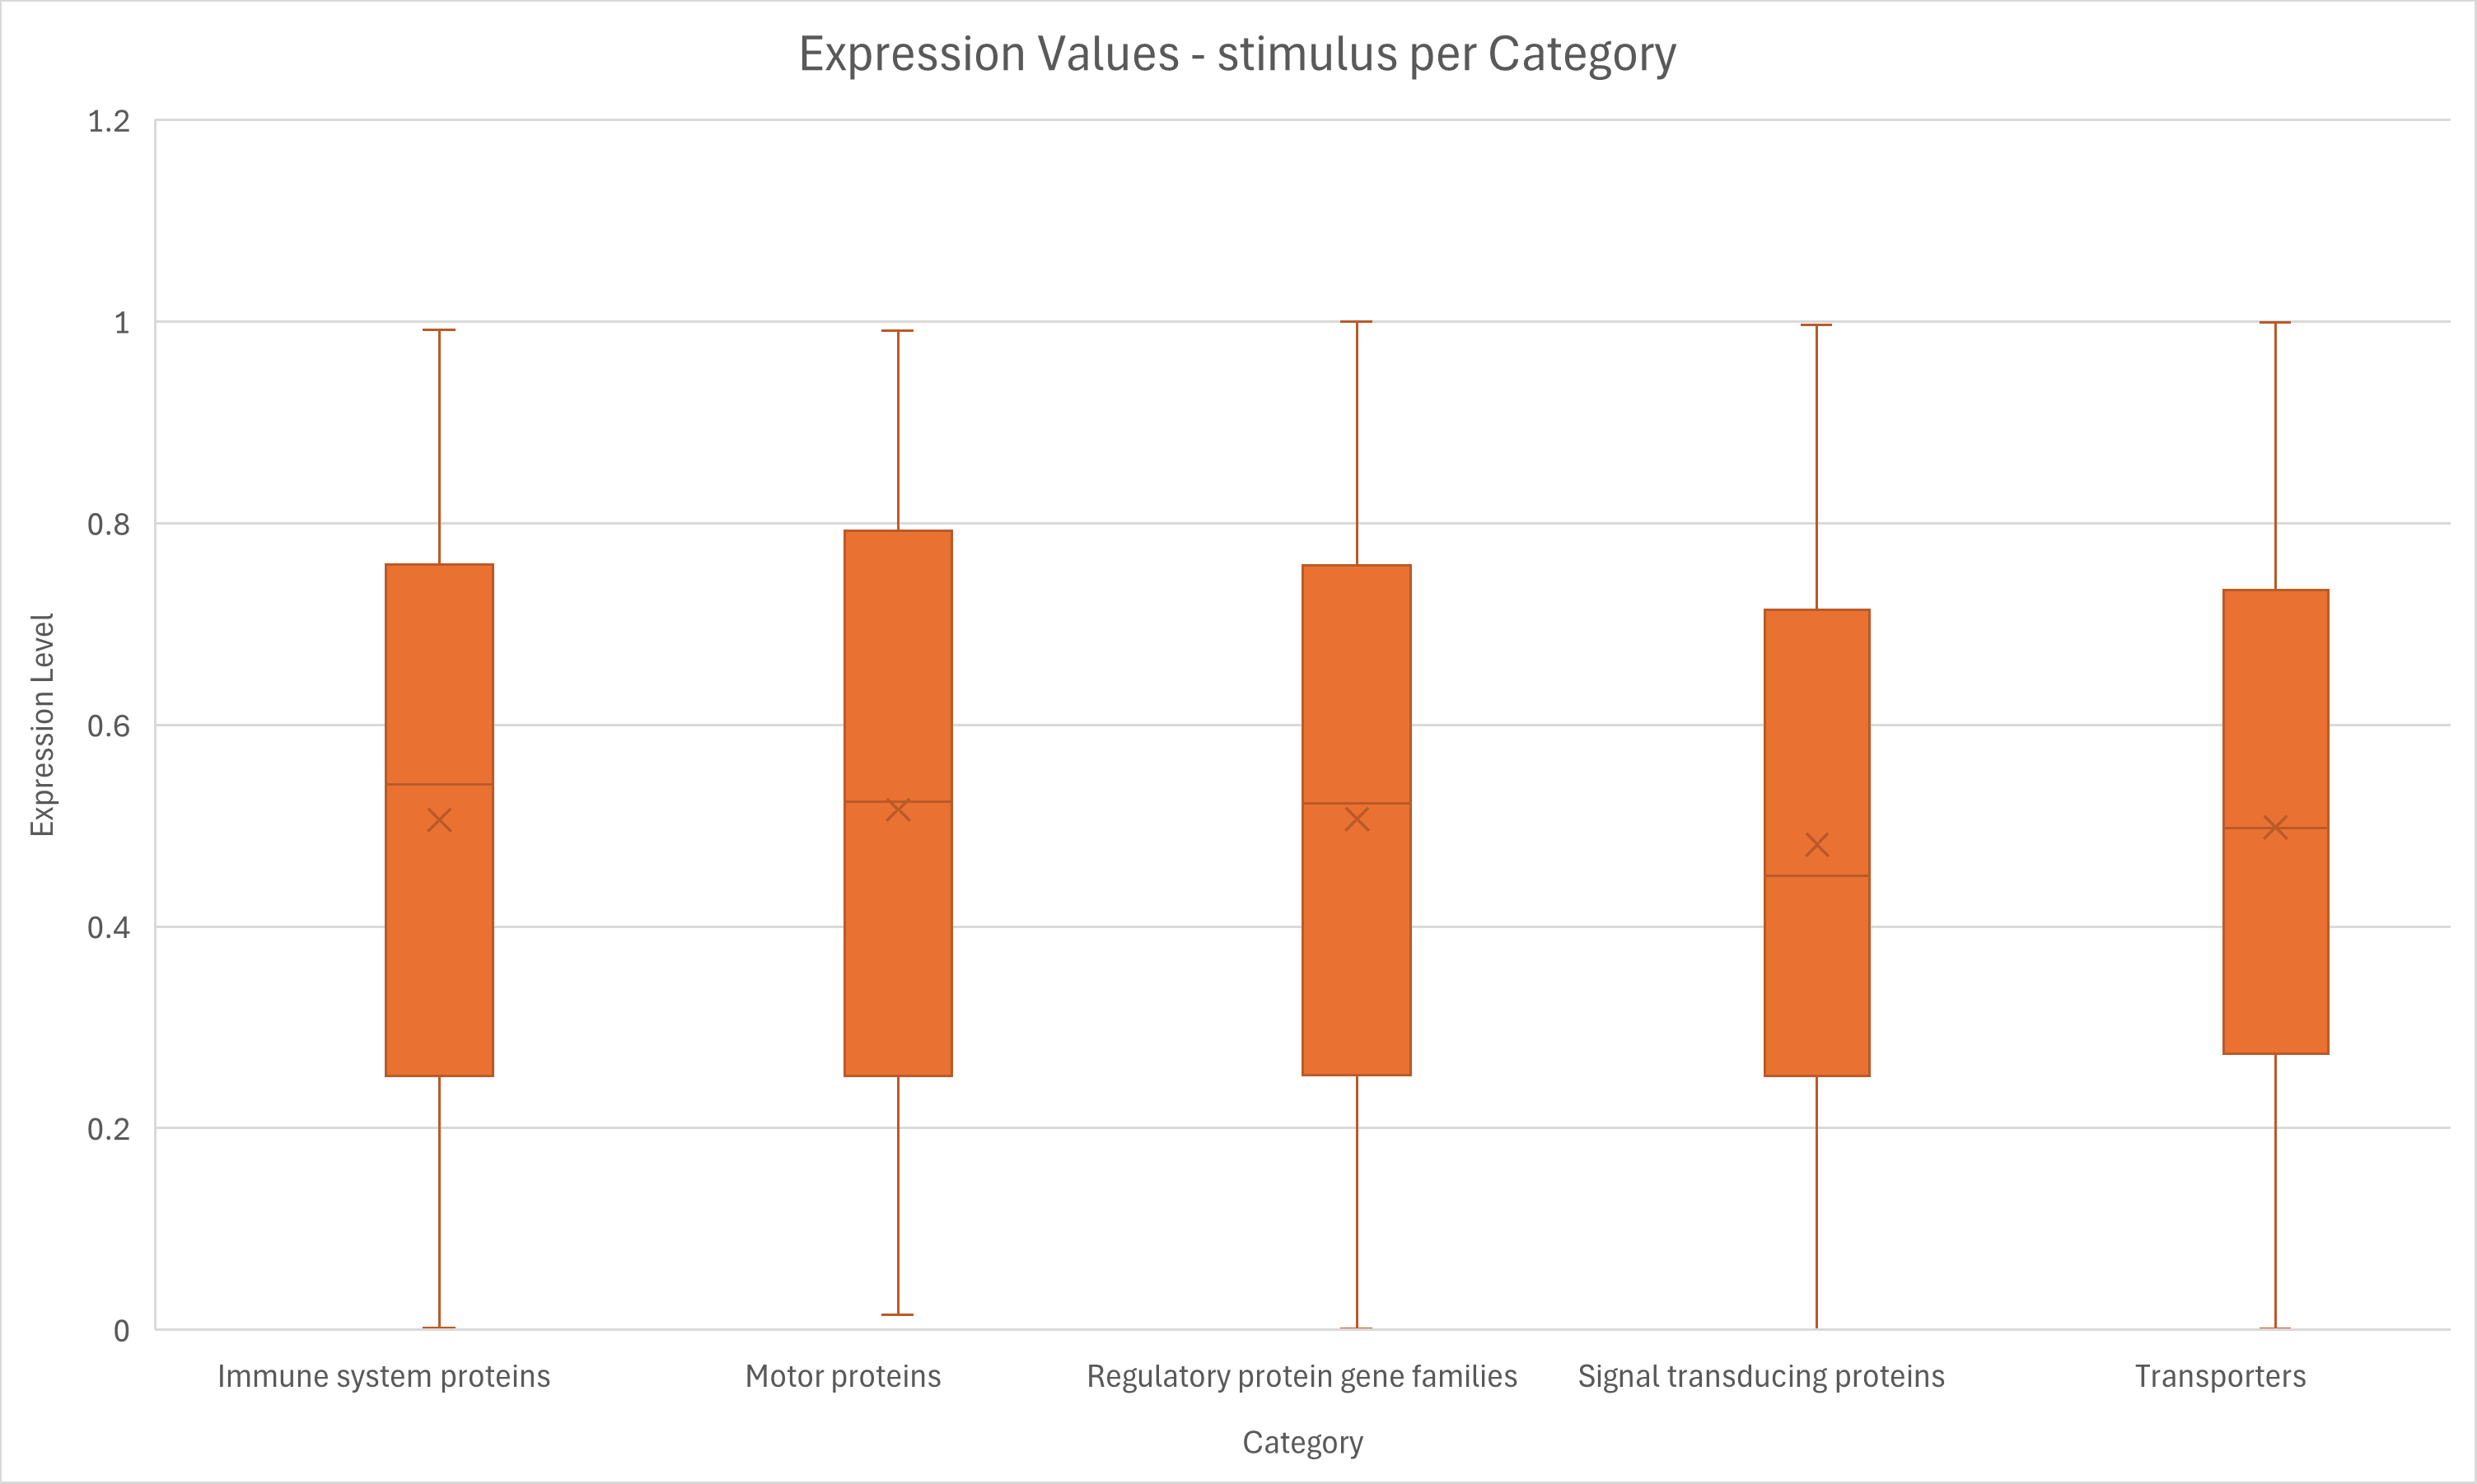 Expression Values - stimulus per Category
1.2
1
0.8
0.6
0.4
0.2
0
Expression Level
Immune system proteins
Motor proteins
Regulatory protein gene families
Signal transducing proteins
Transporters
Category